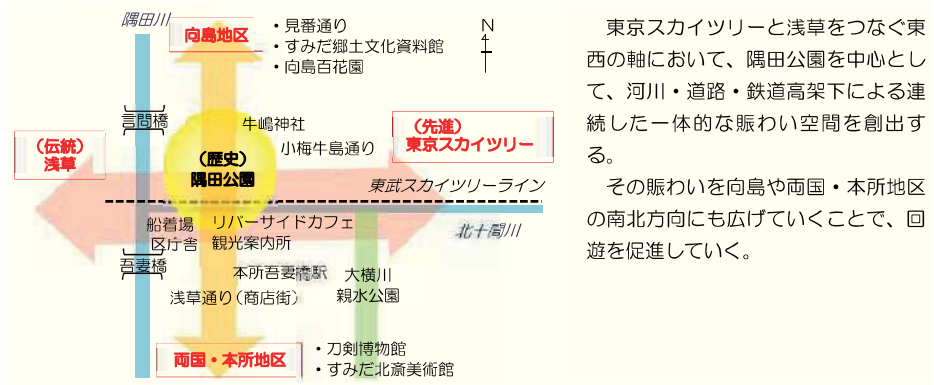 隅田川
向島地区
・見番通り
・すみだ郷土文化資料館
・向島百花園
N
言問橋
牛嶋神社
小梅牛島通り
(伝統)
浅草
(歴史)
隅田公園
(先進)
東京スカイツリー
東武スカイツリーライン
船着場
区庁舎
リバーサイドカフェ
観光案内所
北十間川
吾妻橋
本所吾妻橋駅
大横川
親水公園
浅草通り(商店街)
両国・本所地区
・刀剣博物館
・すみだ北斎美術館
東京スカイツリーと浅草をつなぐ東
西の軸において、隅田公園を中心とし
て、河川・道路・鉄道高架下による連
続した一体的な賑わい空間を創出す
る。
その賑わいを向島や両国・本所地区
の南北方向にも広げていくことで、回
遊を促進していく。